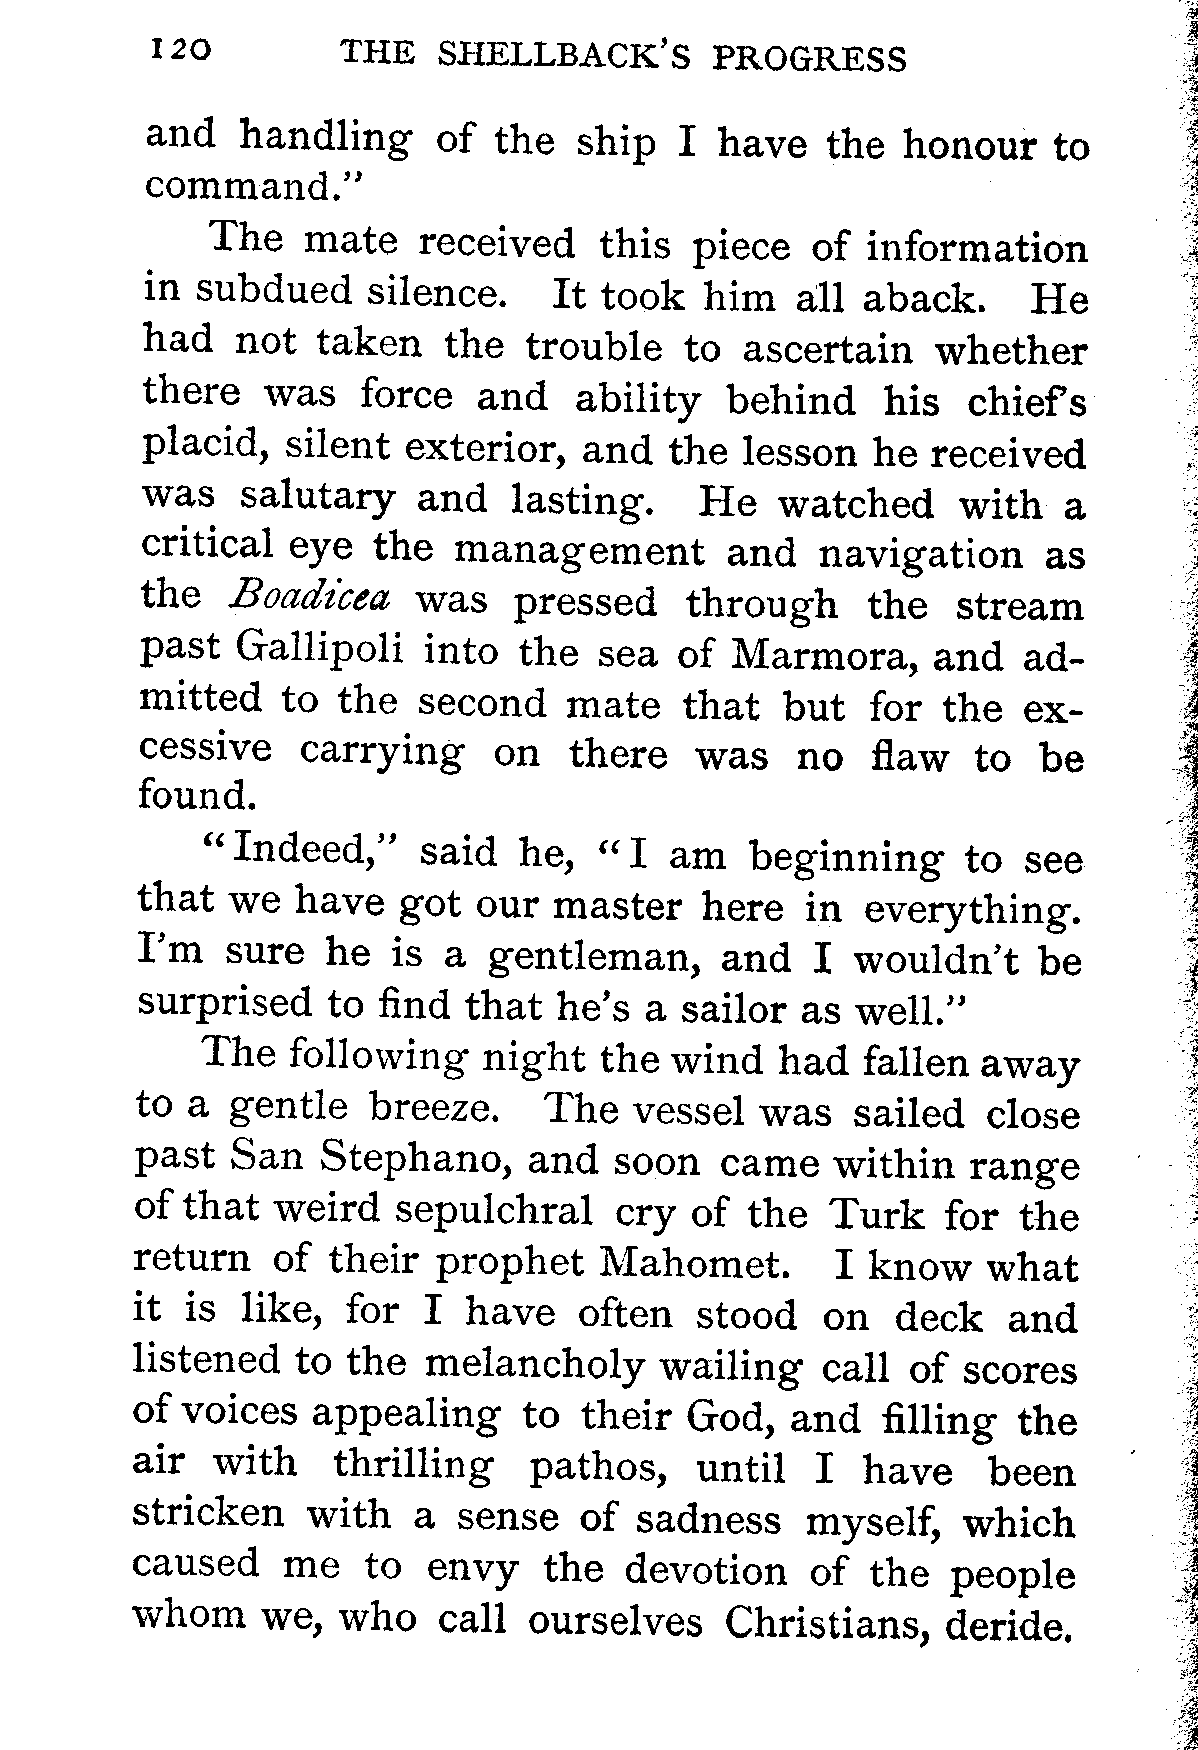 120 THE SHELLBACK'S PROGRESS
and handling of the ship I have the honour to
command."
The mate received this piece of information
in subdued silence. It took him all aback. He
had not taken the trouble to ascertain whether
there was force and ability behind his chief's
placid, silent exterior, and the lesson he received
was salutary and lasting. He watched with a
critical eye the management and navigation as
the Boadicea was pressed through the stream
past Gallipoli into the sea of Marmora, and ad-
mitted to the second mate that but for the ex-
cessive carrying on there was no flaw to be
found.
"Indeed," said he, "I am beginning to see
that we have got our master here in everything.
I'm sure he is a gentleman, and I wouldn't be
surprised to find that he's a sailor as well."
The following night the wind had fallen away
to a gentle breeze. The vessel was sailed close
past San Stephano, and soon came within range
of that weird sepulchral cry of the Turk for the
return of their prophet Mahomet. I know what
it is like, for I have often stood on deck and
listened to the melancholy wailing call of scores
of voices appealing to their God, and filling the
air with thrilling pathos, until I have been
stricken with a sense of sadness myself, which
caused me to envy the devotion of the people
whom we, who call ourselves Christians, deride.